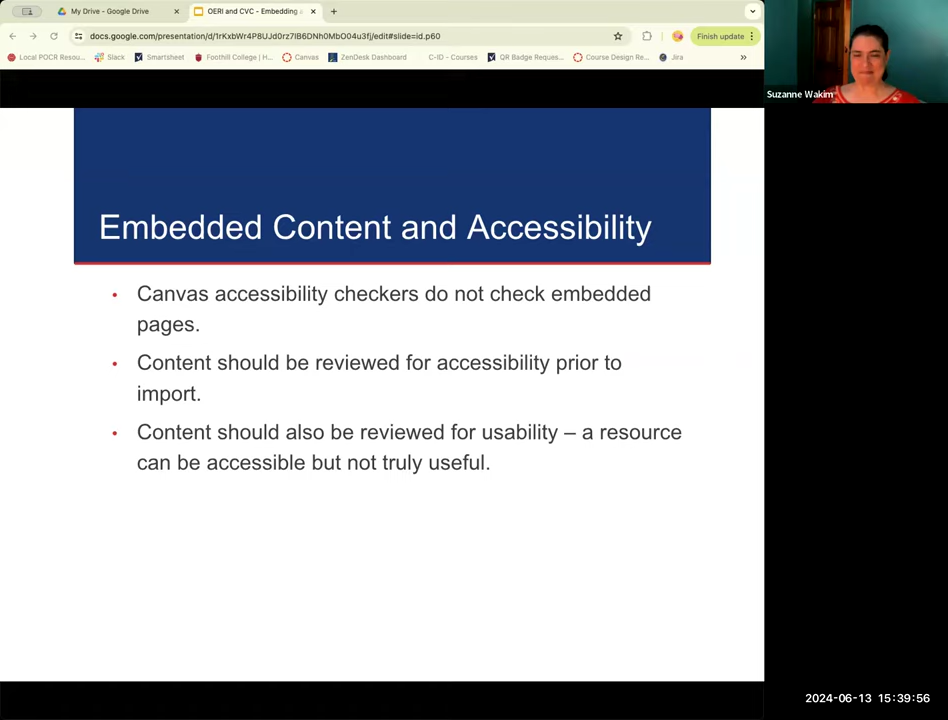 My Drive - Google Drive
OERI and CVC - Embedding a
docs.google.com/presentation/d/1rKxbWr4P8UJd0rz7lB6DNh0MbO04u3fj/edit#slide=id.p60
Finish update
Local POCR Resou...
Slack
Smartsheet
Foothill College | H...
Canvas
ZenDesk Dashboard
C-ID - Courses
QR Badge Reques...
Course Design Re...
Jira
Suzanne Wakim
Embedded Content and Accessibility
• Canvas accessibility checkers do not check embedded
pages.
• Content should be reviewed for accessibility prior to
import.
• Content should also be reviewed for usability – a resource
can be accessible but not truly useful.
2024-06-13 15:39:56